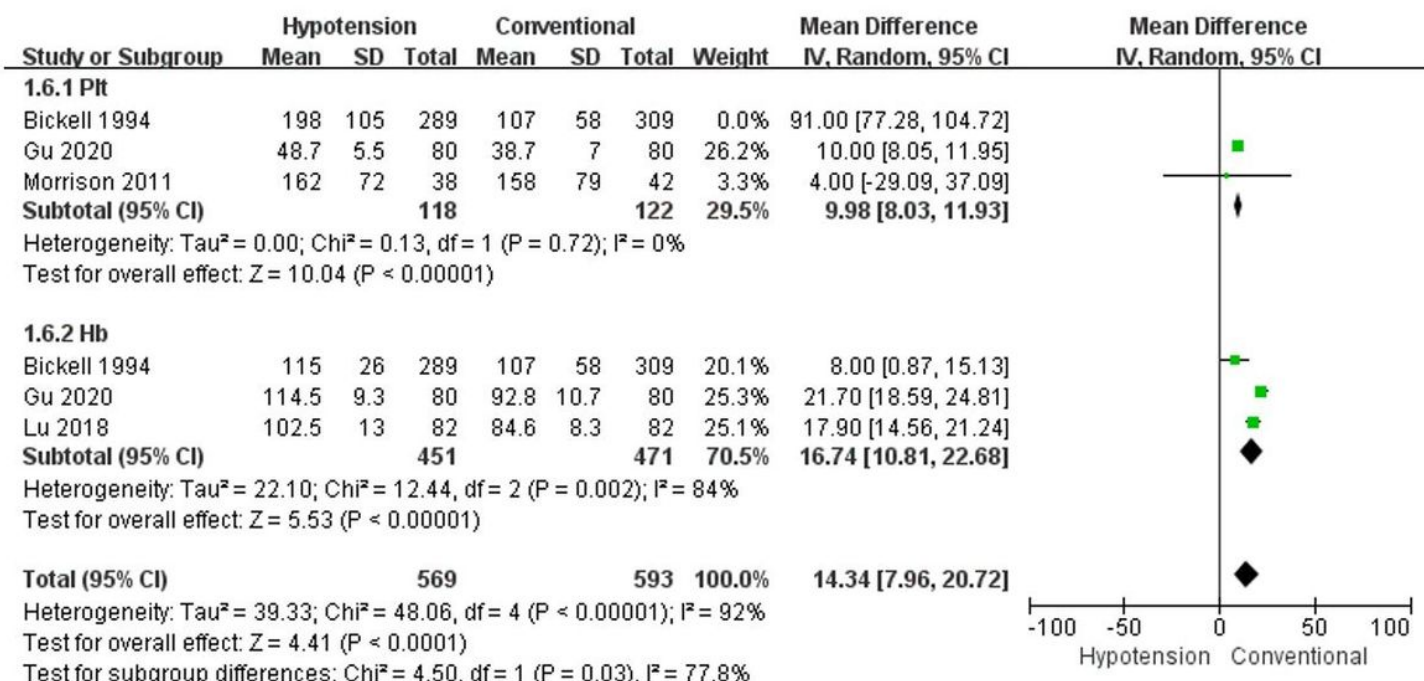 Hypotension Conventional Mean Difference Mean Difference
Study or Subgroup Mean SD Total Mean SD Total Weight IV, Random, 95% CI IV, Random, 95% CI
1.6.1 Plt
Bickell 1994 198 105 289 107 58 309 0.0% 91.00 [77.28, 104.72]
Gu 2020 48.7 5.5 80 38.7 7 80 26.2% 10.00 [8.05, 11.95]
Morrison 2011 162 72 38 158 79 42 3.3% 4.00 [-29.09, 37.09]
Subtotal (95% CI) 118 122 29.5% 9.98 [8.03, 11.93]
Heterogeneity: Tau² = 0.00; Chi² = 0.13, df = 1 (P = 0.72); I² = 0%
Test for overall effect: Z = 10.04 (P < 0.00001)
1.6.2 Hb
Bickell 1994 115 26 289 107 58 309 20.1% 8.00 [0.87, 15.13]
Gu 2020 114.5 9.3 80 92.8 10.7 80 25.3% 21.70 [18.59, 24.81]
Lu 2018 102.5 13 82 84.6 8.3 82 25.1% 17.90 [14.56, 21.24]
Subtotal (95% CI) 451 471 70.5% 16.74 [10.81, 22.68]
Heterogeneity: Tau² = 22.10; Chi² = 12.44, df = 2 (P = 0.002); I² = 84%
Test for overall effect: Z = 5.53 (P < 0.00001)
Total (95% CI) 569 593 100.0% 14.34 [7.96, 20.72]
Heterogeneity: Tau² = 39.33; Chi² = 48.06, df = 4 (P < 0.00001); I² = 92%
Test for overall effect: Z = 4.41 (P < 0.0001)
Test for subgroup differences: Chi² = 4.50, df = 1 (P = 0.03), I² = 77.8%
-100 -50 0 50 100
Hypotension Conventional